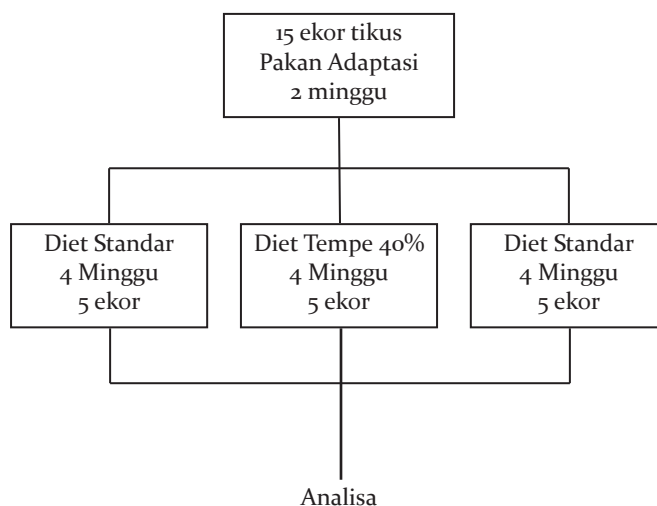 15 ekor tikus
Pakan Adaptasi
2 minggu
Diet Standar
4 Minggu
5 ekor
Diet Tempe 40%
4 Minggu
5 ekor
Diet Standar
4 Minggu
5 ekor
Analisa